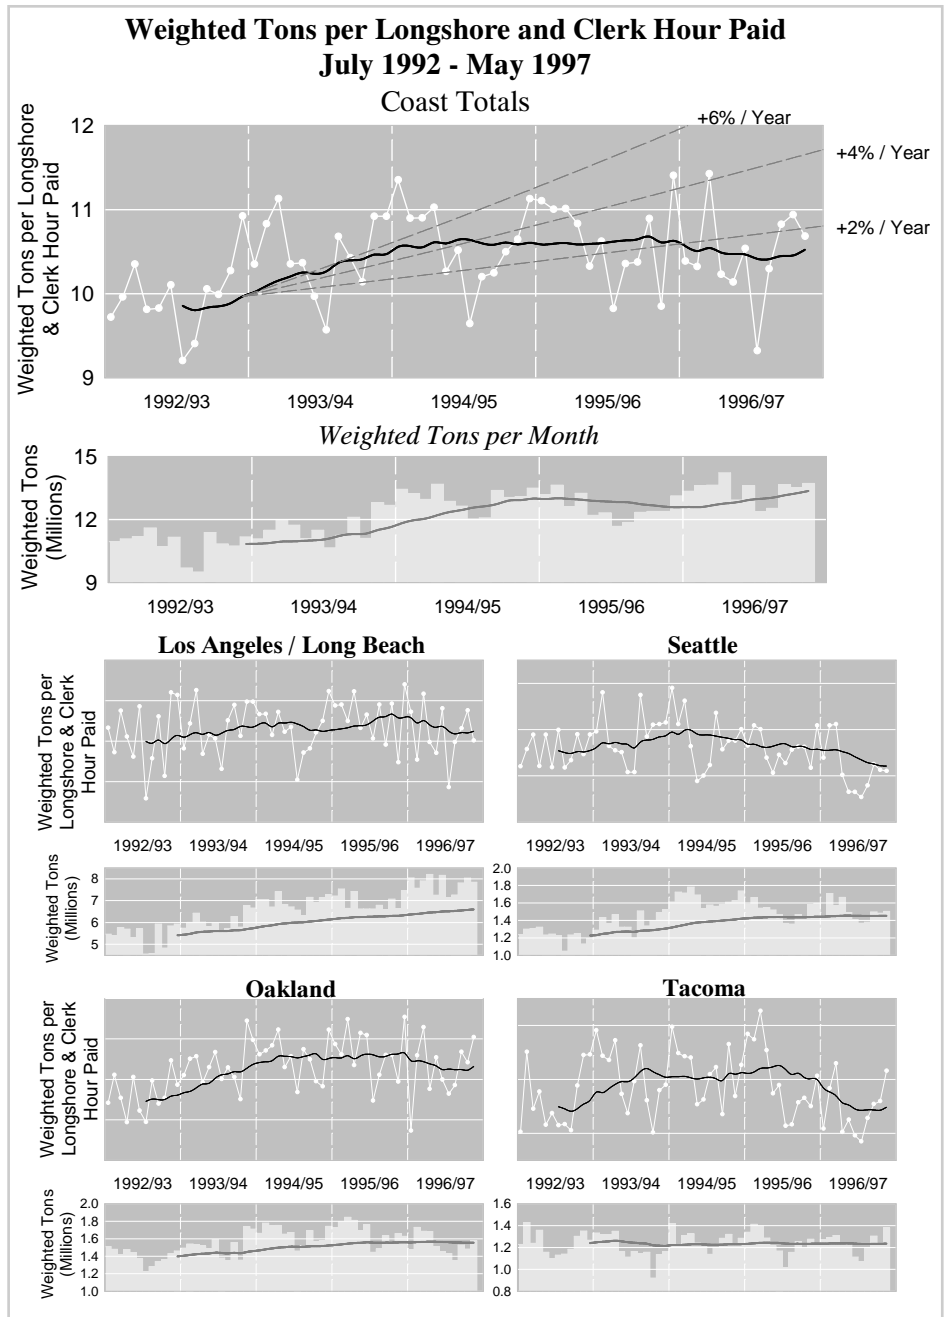 Weighted Tons per Longshore and Clerk Hour Paid
July 1992 - May 1997
Coast Totals
Weighted Tons per Longshore
& Clerk Hour Paid
12
11
10
9
+6% / Year
+4% / Year
+2% / Year
1992/93 1993/94 1994/95 1995/96 1996/97
Weighted Tons per Month
Weighted Tons
(Millions)
15
12
9
1992/93 1993/94 1994/95 1995/96 1996/97
Los Angeles / Long Beach
Weighted Tons per
Longshore & Clerk
Hour Paid
1992/93 1993/94 1994/95 1995/96 1996/97
Weighted Tons
(Millions)
8
7
6
5
Seattle
1992/93 1993/94 1994/95 1995/96 1996/97
2.0
1.8
1.6
1.4
1.2
1.0
Oakland
Weighted Tons per
Longshore & Clerk
Hour Paid
1992/93 1993/94 1994/95 1995/96 1996/97
Weighted Tons
(Millions)
2.0
1.8
1.6
1.4
1.2
1.0
Tacoma
1992/93 1993/94 1994/95 1995/96 1996/97
1.6
1.4
1.2
1.0
0.8